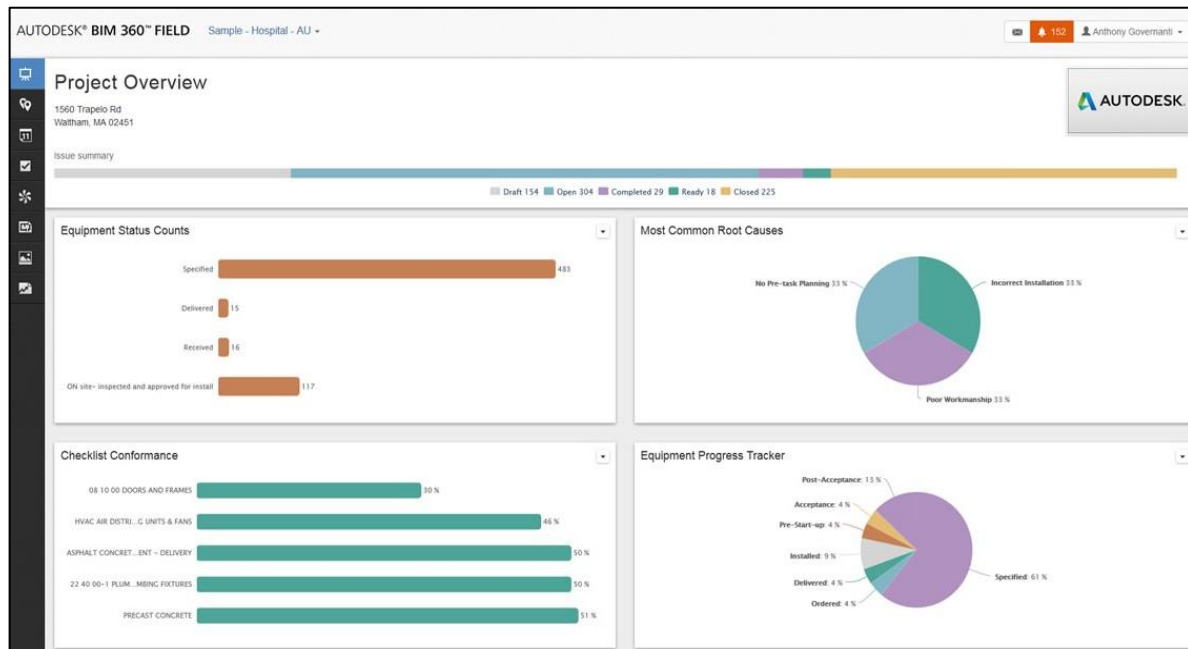 AUTODESK® BIM 360™ FIELD
Sample - Hospital - AU
152
Anthony Governanti
Project Overview
1560 Trapelo Rd
Waltham, MA 02451
AUTODESK.
Issue summary
Draft 154 Open 304 Completed 29 Ready 18 Closed 225
Equipment Status Counts
Specified 483
Delivered 15
Received 16
ON site- inspected and approved for install 117
Most Common Root Causes
No Pre-task Planning 33 %
Incorrect Installation 33 %
Poor Workmanship 33 %
Checklist Conformance
08 10 00 DOORS AND FRAMES 30 %
HVAC AIR DISTRI...G UNITS & FANS 46 %
ASPHALT CONCRET...ENT - DELIVERY 50 %
22 40 00-1 PLUM...MBING FIXTURES 50 %
PRECAST CONCRETE 51 %
Equipment Progress Tracker
Post-Acceptance: 13 %
Acceptance: 4 %
Pre-Start-up: 4 %
Installed: 9 %
Delivered: 4 %
Ordered: 4 %
Specified: 61 %